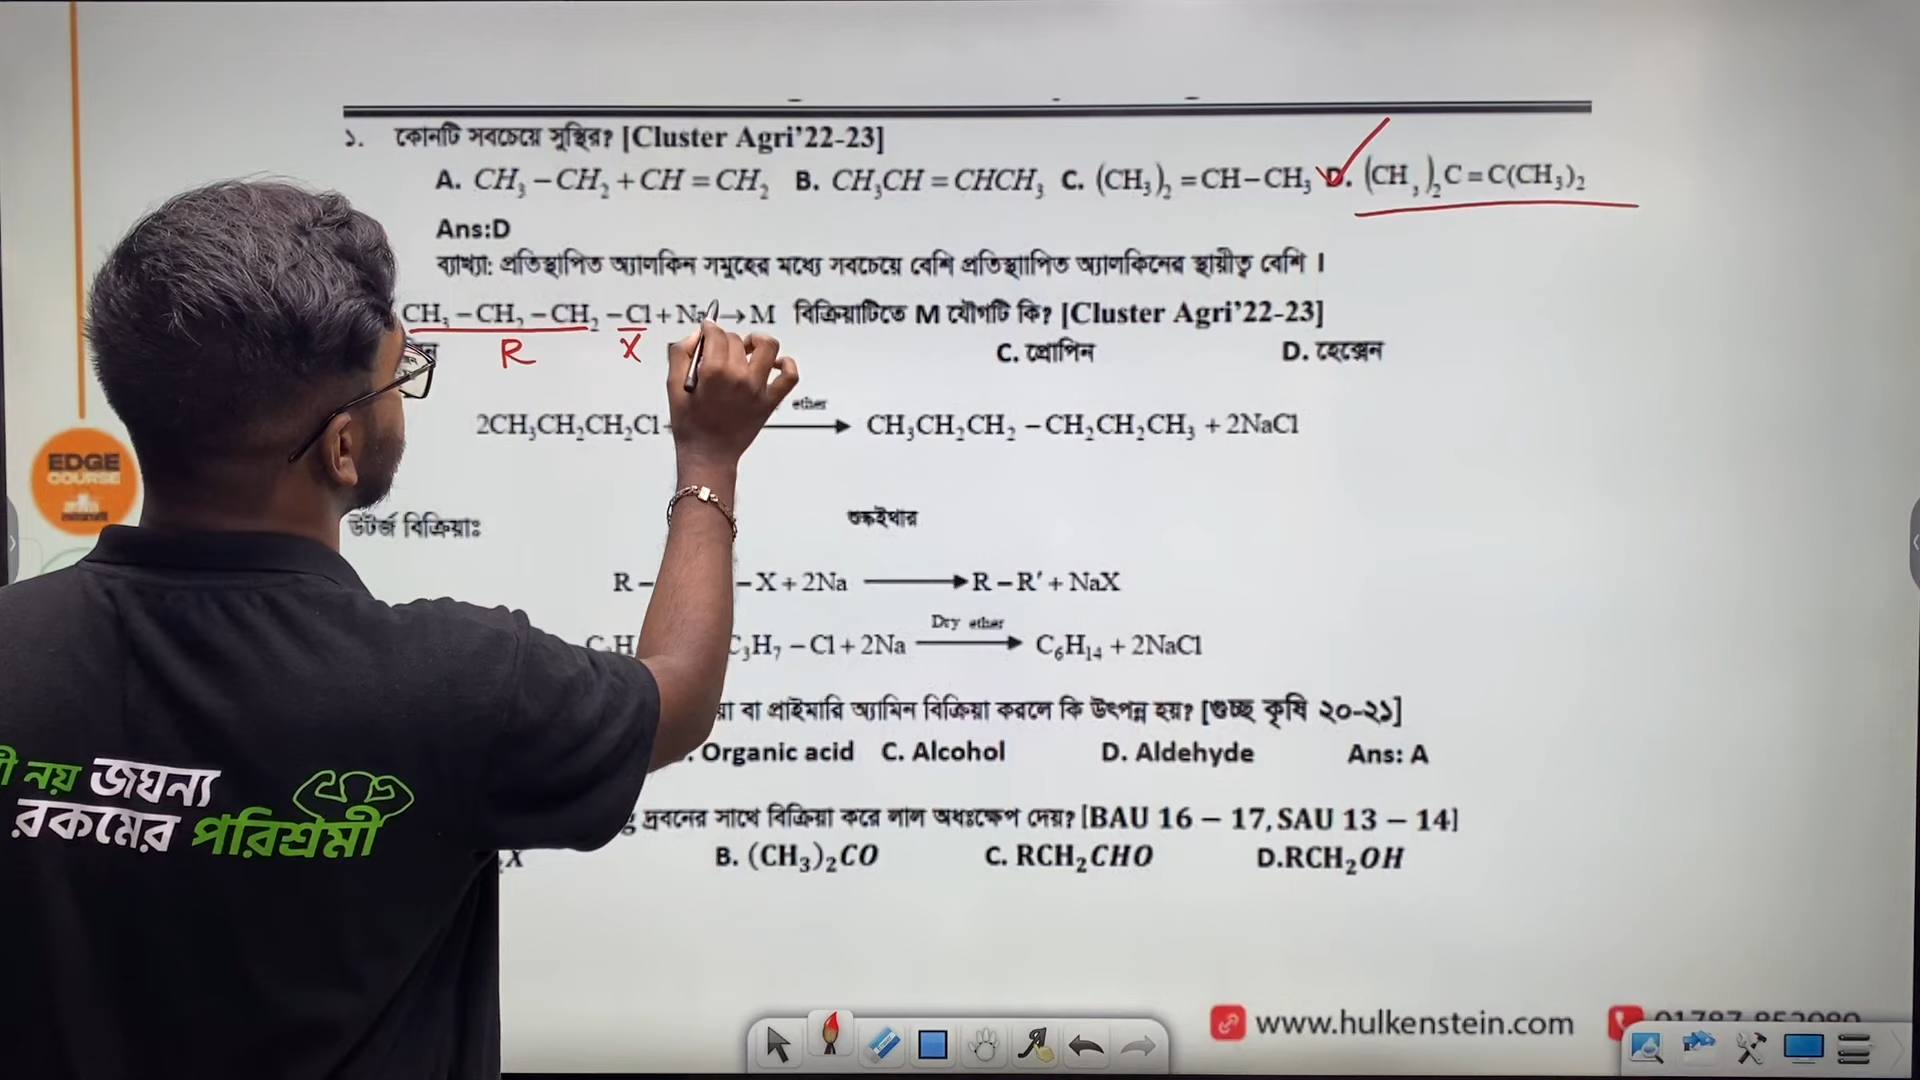 ১. কোনটি সবচেয়ে সুস্থির? [Cluster Agri'22-23]
A. CH₃ – CH₂ + CH = CH₂ B. CH₃CH = CHCH₃ C. (CH₃)₂ = CH – CH₃ D. (CH₃)₂C = C(CH₃)₂
Ans:D
ব্যাখ্যা: প্রতিস্থাপিত অ্যালকিন সমূহের মধ্যে সবচেয়ে বেশি প্রতিস্থাপিত অ্যালকিনের স্থায়ীত্ব বেশি ।
CH₃ – CH₂ – CH₂ – Cl + Na → M বিক্রিয়াটিতে M যৌগটি কি? [Cluster Agri'22-23]
R X
C. প্রোপিন D. হেক্সেন
ether
2CH₃CH₂CH₂Cl CH₃CH₂CH₂ – CH₂CH₂CH₃ + 2NaCl
EDGE
COURSE
উটর্জ বিক্রিয়াঃ
শুষ্কইথার
R – – X + 2Na → R – R′ + NaX
Dry ether
C₃H₇ – Cl + 2Na → C₆H₁₄ + 2NaCl
বা প্রাইমারি অ্যামিন বিক্রিয়া করলে কি উৎপন্ন হয়? [গুচ্ছ কৃষি ২০-২১]
Organic acid C. Alcohol D. Aldehyde Ans: A
দ্রবনের সাথে বিক্রিয়া করে লাল অধঃক্ষেপ দেয়? [BAU 16 – 17, SAU 13 – 14]
X B. (CH₃)₂CO C. RCH₂CHO D.RCH₂OH
নয় জঘন্য
রকমের পরিশ্রমী
www.hulkenstein.com